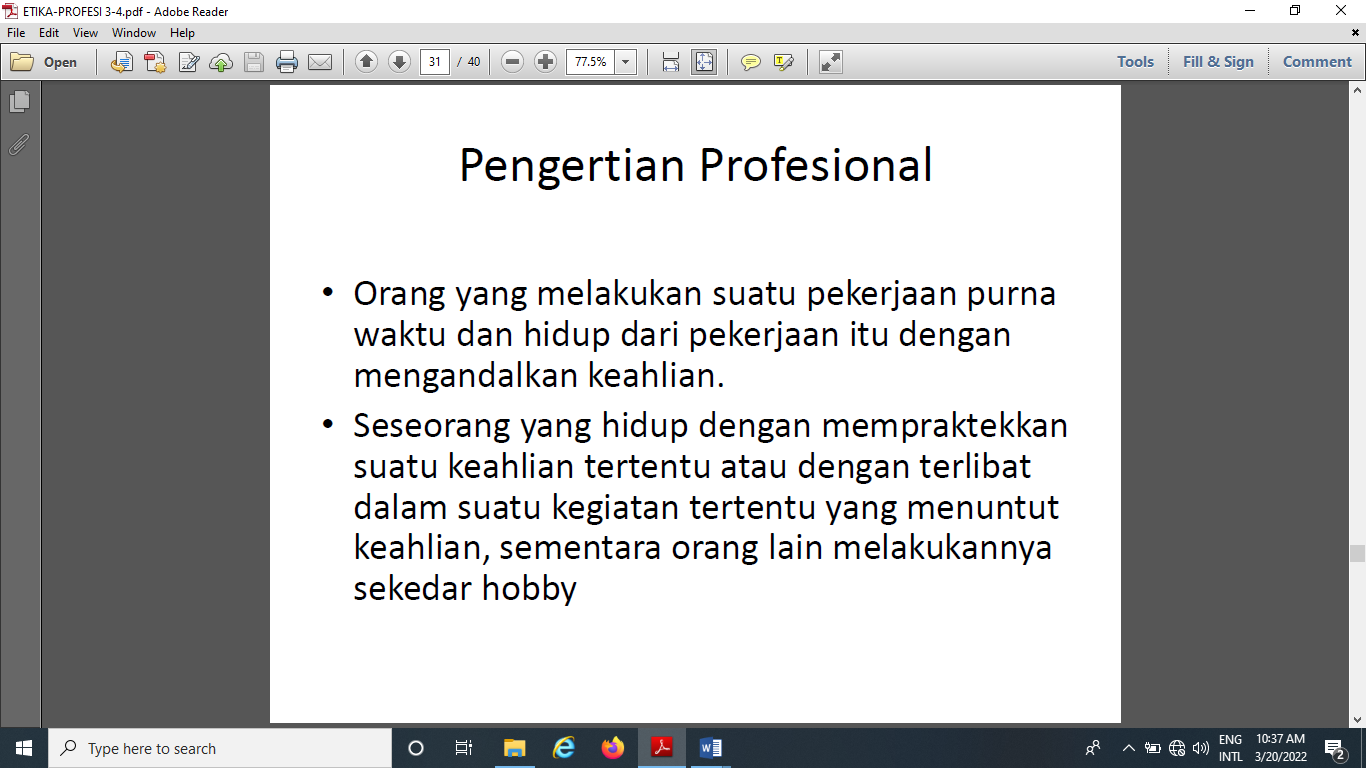 ETIKA-PROFESI 3-4.pdf - Adobe Reader
File Edit View Window Help
Open 31 / 40 77.5% Tools Fill & Sign Comment
Pengertian Profesional
• Orang yang melakukan suatu pekerjaan purna
waktu dan hidup dari pekerjaan itu dengan
mengandalkan keahlian.
• Seseorang yang hidup dengan mempraktekkan
suatu keahlian tertentu atau dengan terlibat
dalam suatu kegiatan tertentu yang menuntut
keahlian, sementara orang lain melakukannya
sekedar hobby
Type here to search
ENG 10:37 AM
INTL 3/20/2022 2